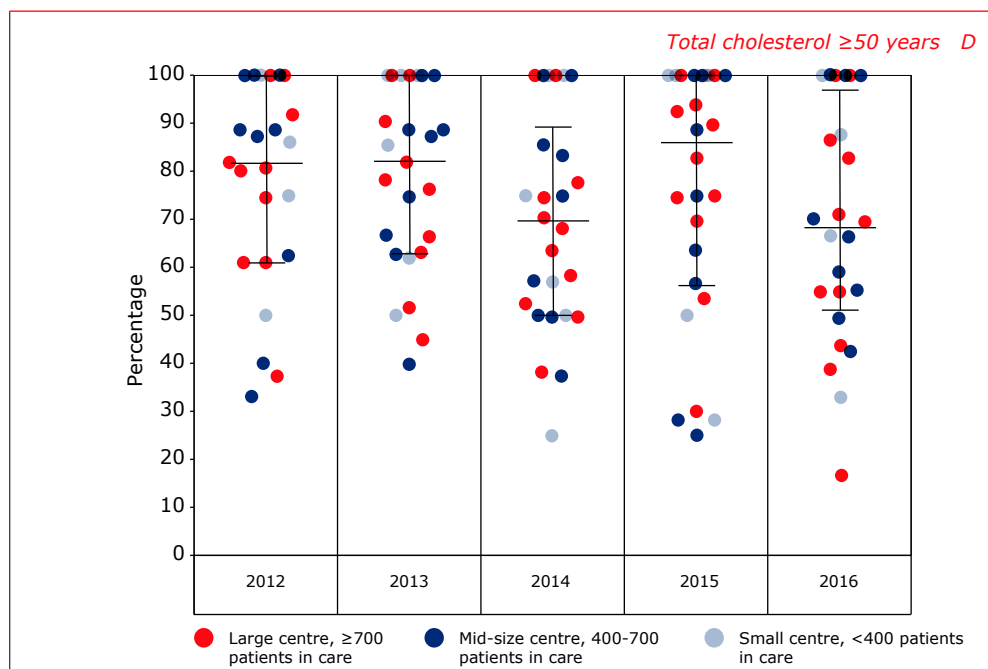 Total cholesterol ≥50 years D
100
90
80
70
60
50
40
30
20
10
0
Percentage
2012 2013 2014 2015 2016
Large centre, ≥700 patients in care
Mid-size centre, 400-700 patients in care
Small centre, <400 patients in care